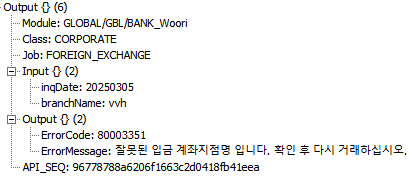 Output {} (6)
Module: GLOBAL/GBL/BANK_Woori
Class: CORPORATE
Job: FOREIGN_EXCHANGE
Input {} (2)
inqDate: 20250305
branchName: vvh
Output {} (2)
ErrorCode: 80003351
ErrorMessage: 잘못된 입금 계좌지점명 입니다. 확인 후 다시 거래하십시오.
API_SEQ: 96778788a6206f1663c2d0418fb41eea